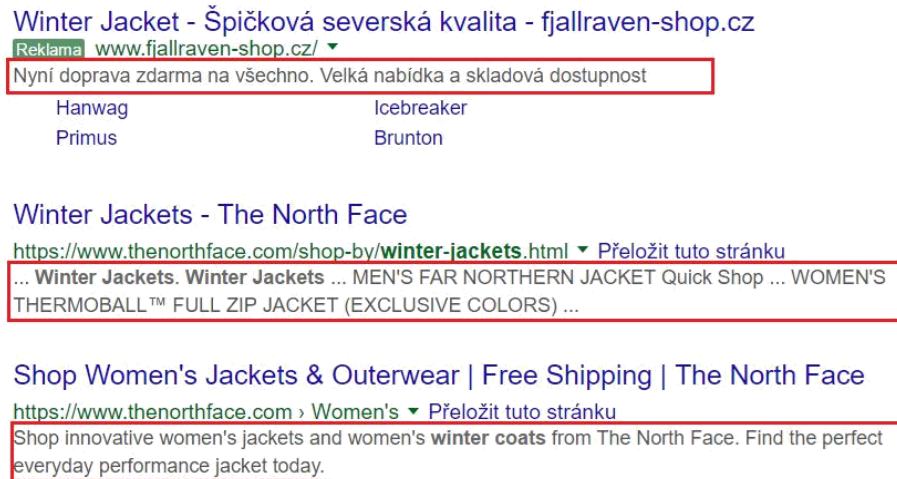 Winter Jacket - Špičková severská kvalita - fjallraven-shop.cz
Reklama www.fjallraven-shop.cz/
Nyní doprava zdarma na všechno. Velká nabídka a skladová dostupnost
Hanwag Icebreaker
Primus Brunton
Winter Jackets - The North Face
https://www.thenorthface.com/shop-by/winter-jackets.html Přeložit tuto stránku
... Winter Jackets. Winter Jackets ... MEN'S FAR NORTHERN JACKET Quick Shop ... WOMEN'S
THERMOBALL™ FULL ZIP JACKET (EXCLUSIVE COLORS) ...
Shop Women's Jackets & Outerwear | Free Shipping | The North Face
https://www.thenorthface.com › Women's Přeložit tuto stránku
Shop innovative women's jackets and women's winter coats from The North Face. Find the perfect
everyday performance jacket today.